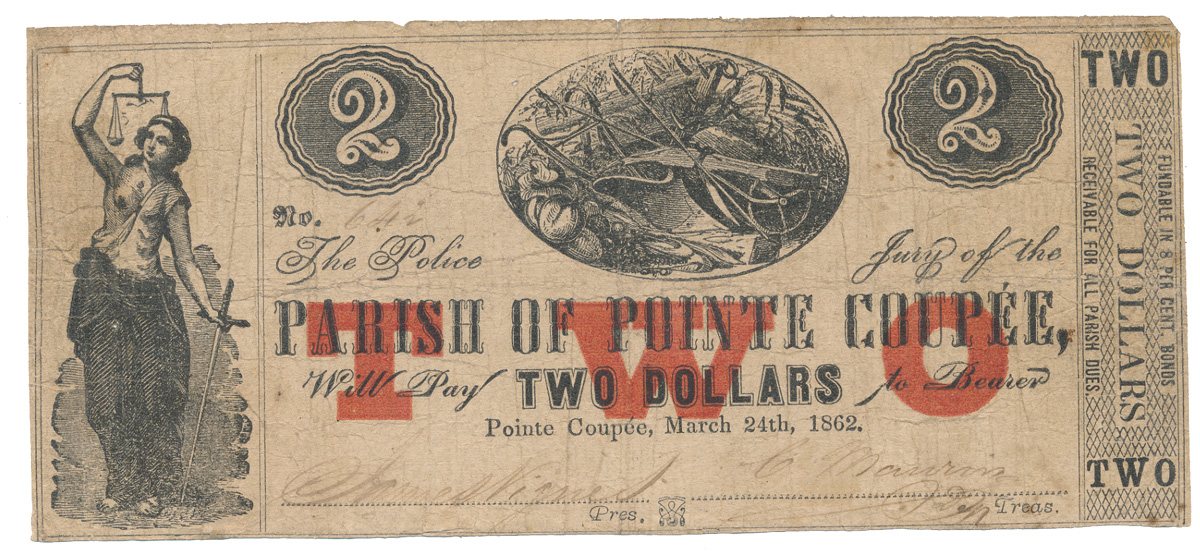 2
2
No. 642
The Police Jury of the
PARISH OF POINTE COUPÉE,
TWO
Will Pay TWO DOLLARS to Bearer
Pointe Coupée, March 24th, 1862.
Pres.
Treas.
TWO
FUNDABLE IN 8 PER CENT. BONDS
TWO DOLLARS
RECEIVABLE FOR ALL PARISH DUES.
TWO